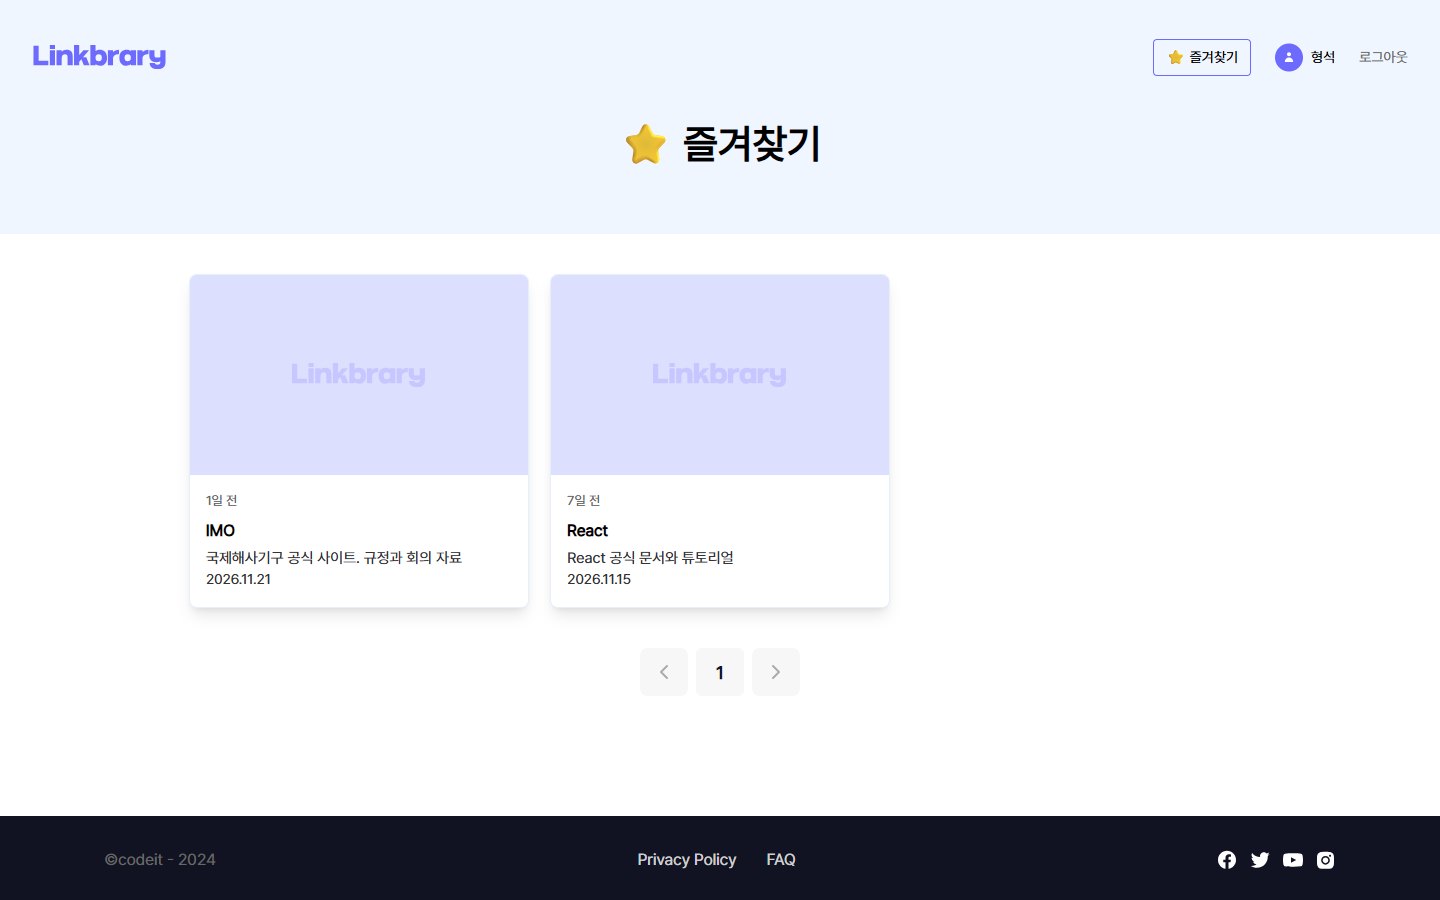 Linkbrary
즐겨찾기
형석
로그아웃
즐겨찾기
Linkbrary
1일 전
IMO
국제해사기구 공식 사이트. 규정과 회의 자료
2026.11.21
Linkbrary
7일 전
React
React 공식 문서와 튜토리얼
2026.11.15
1
©codeit - 2024
Privacy Policy
FAQ